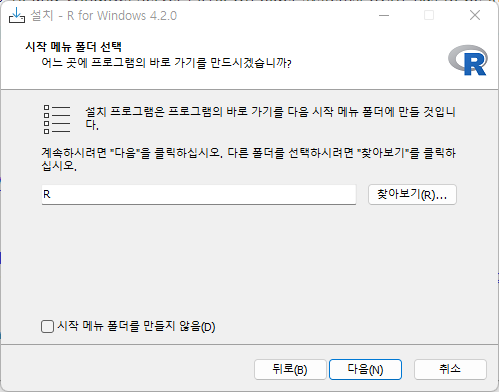 설치 - R for Windows 4.2.0
시작 메뉴 폴더 선택
어느 곳에 프로그램의 바로 가기를 만드시겠습니까?
R
설치 프로그램은 프로그램의 바로 가기를 다음 시작 메뉴 폴더에 만들 것입니
다.
계속하시려면 "다음"을 클릭하십시오. 다른 폴더를 선택하시려면 "찾아보기"를 클릭하
십시오.
R
찾아보기(R)...
시작 메뉴 폴더를 만들지 않음(D)
뒤로(B)
다음(N)
취소